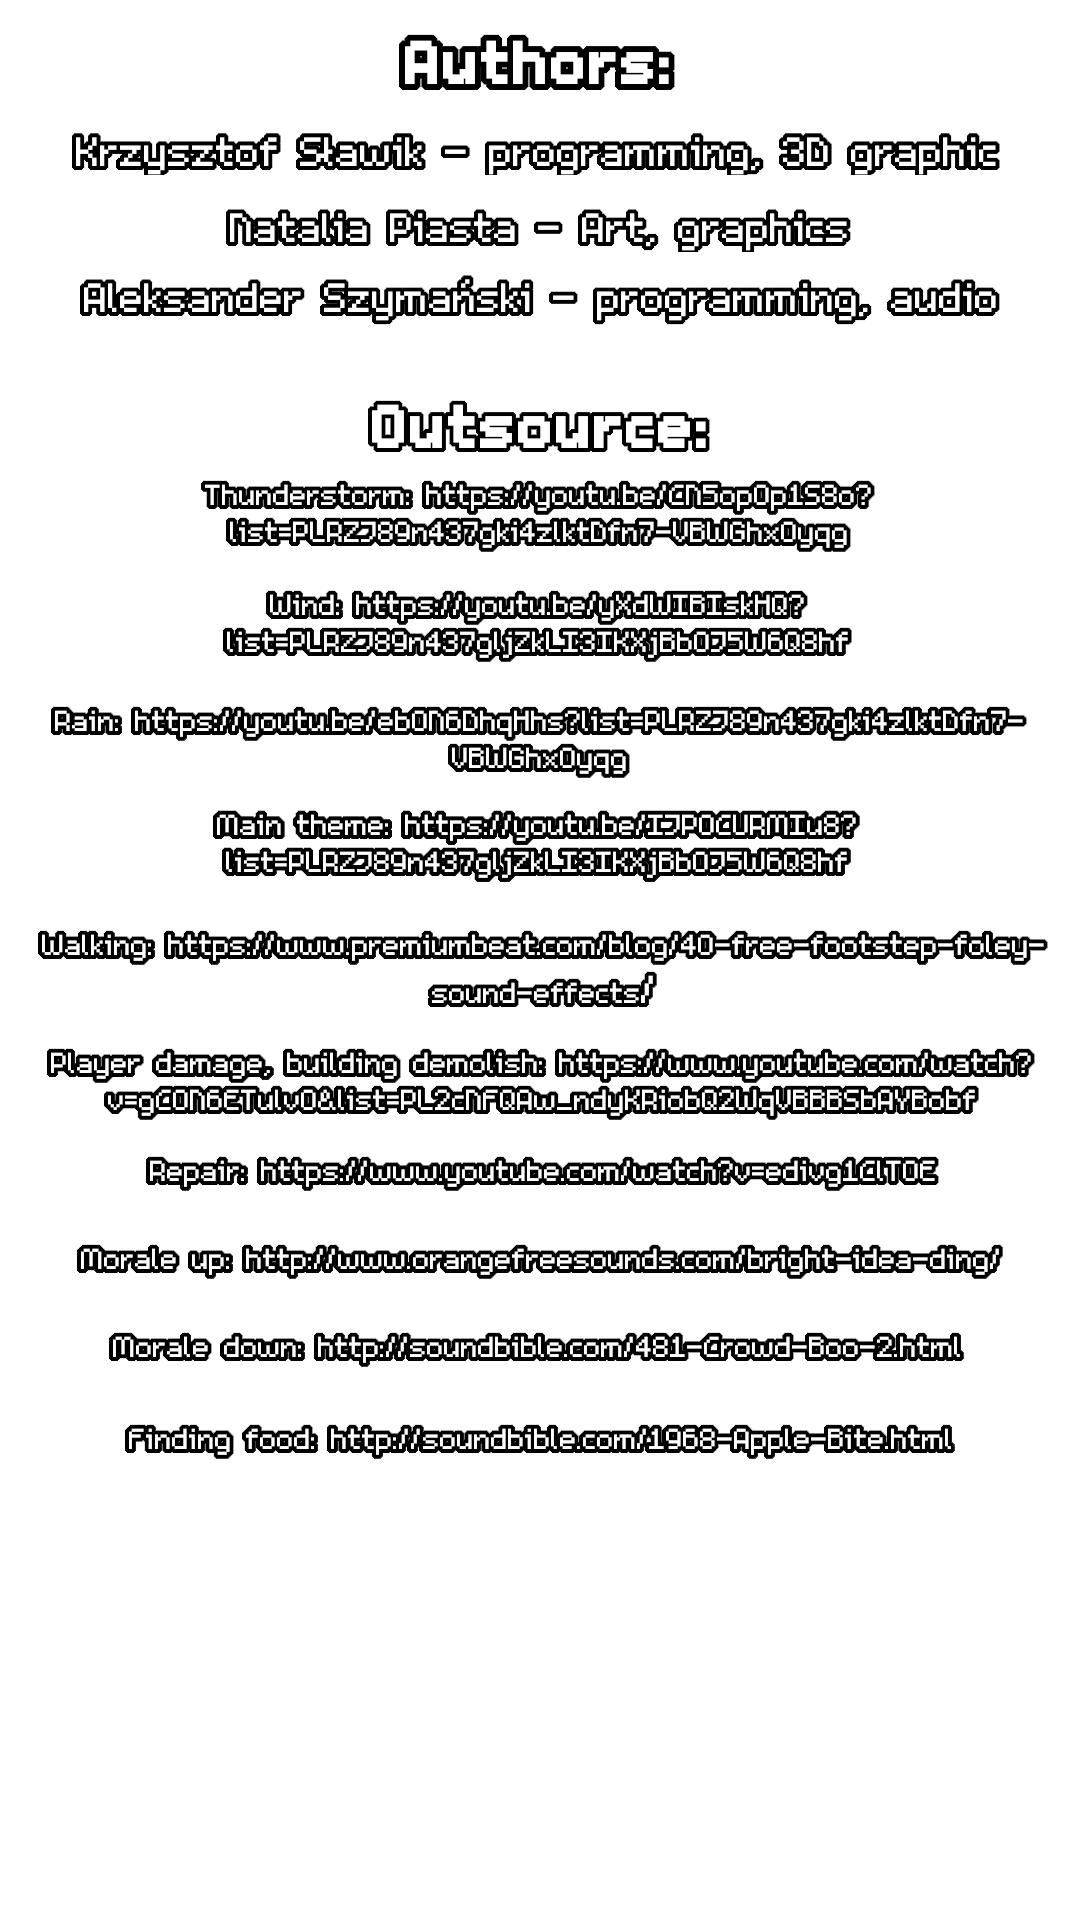 Authors:
Krzysztof Sławik - programming, 3D graphic
Natalia Piasta - Art, graphics
Aleksander Szymański - programming, audio
Outsource:
Thunderstorm: https://youtu.be/CN5opOp1S8o?
list=PLRZJ89n437gki4zlktDfn7-VBWGhxOyqg
Wind: https://youtu.be/yXdWIBIskHQ?
list=PLRZJ89n437gljZkLI3IKXjBbOJ5W6Q8hf
Rain: https://youtu.be/ebON6DhqHhs?list=PLRZJ89n437gki4zlktDfn7-
VBWGhxOyqg
Main theme: https://youtu.be/IJPOCURMIu8?
list=PLRZJ89n437gljZkLI3IKXjBbOJ5W6Q8hf
Walking: https://www.premiumbeat.com/blog/40-free-footstep-foley-
sound-effects/'
Player damage, building demolish: https://www.youtube.com/watch?
v=gCON6ETulvO&list=PL2cNFQAw_ndyKRiobQ2WqVBBBSbAYBobf
Repair: https://www.youtube.com/watch?v=edivg1ClTOE
Morale up: http://www.orangefreesounds.com/bright-idea-ding/
Morale down: http://soundbible.com/481-Crowd-Boo-2.html
Finding food: http://soundbible.com/1968-Apple-Bite.html